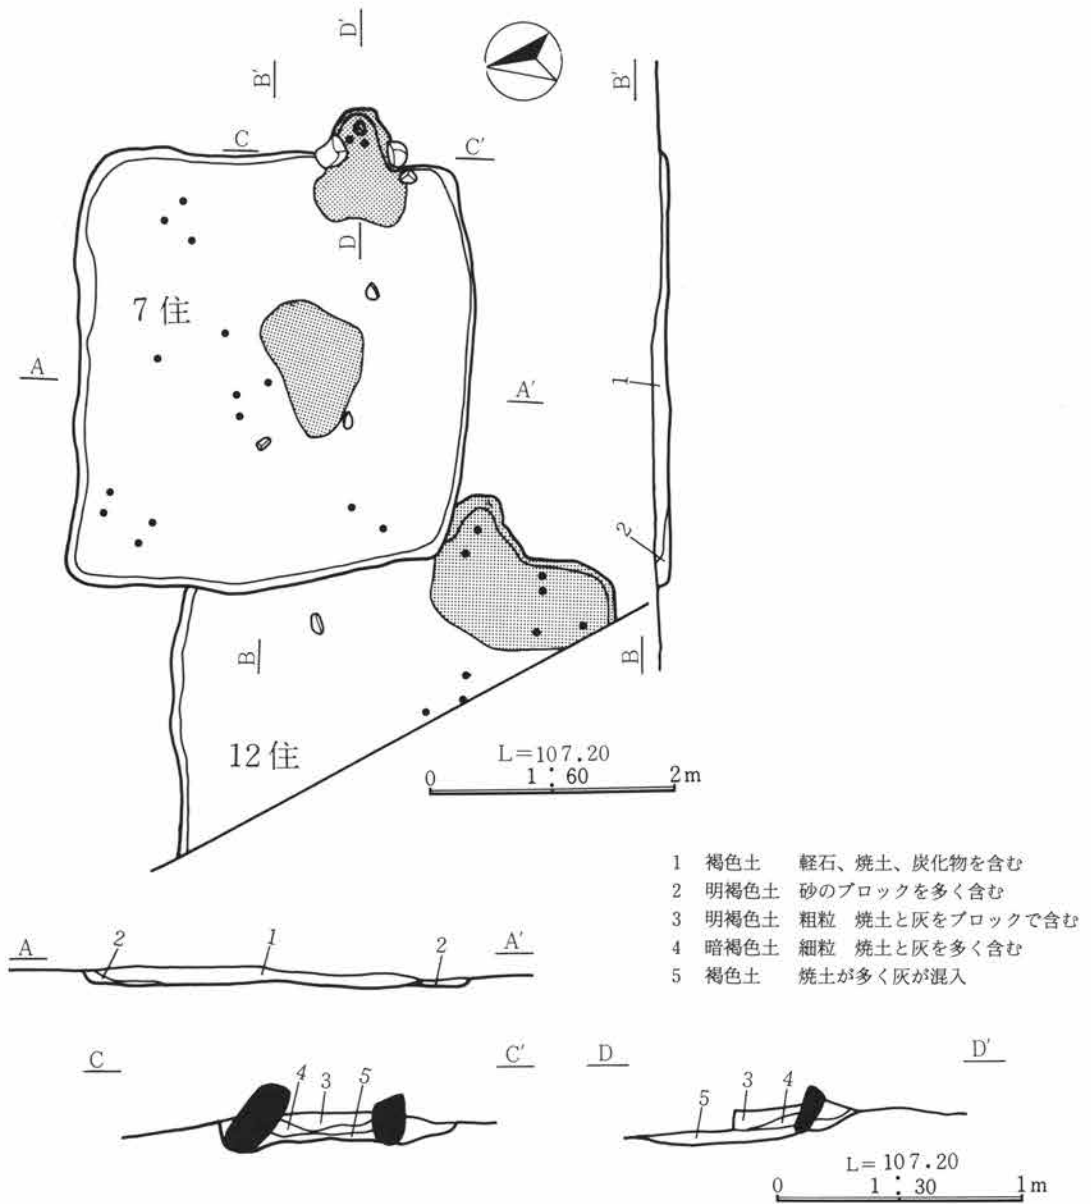 D'
B'
B'
C
C'
D
7住
A
A'
1
2
B
B
12住
L=107.20
0 1:60 2m
1 褐色土 軽石、焼土、炭化物を含む
2 明褐色土 砂のブロックを多く含む
3 明褐色土 粗粒 焼土と灰をブロックで含む
4 暗褐色土 細粒 焼土と灰を多く含む
5 褐色土 焼土が多く灰が混入
A 2 1 2 A'
C 4 3 5 C'
D 5 3 4 D'
L=107.20
0 1:30 1m